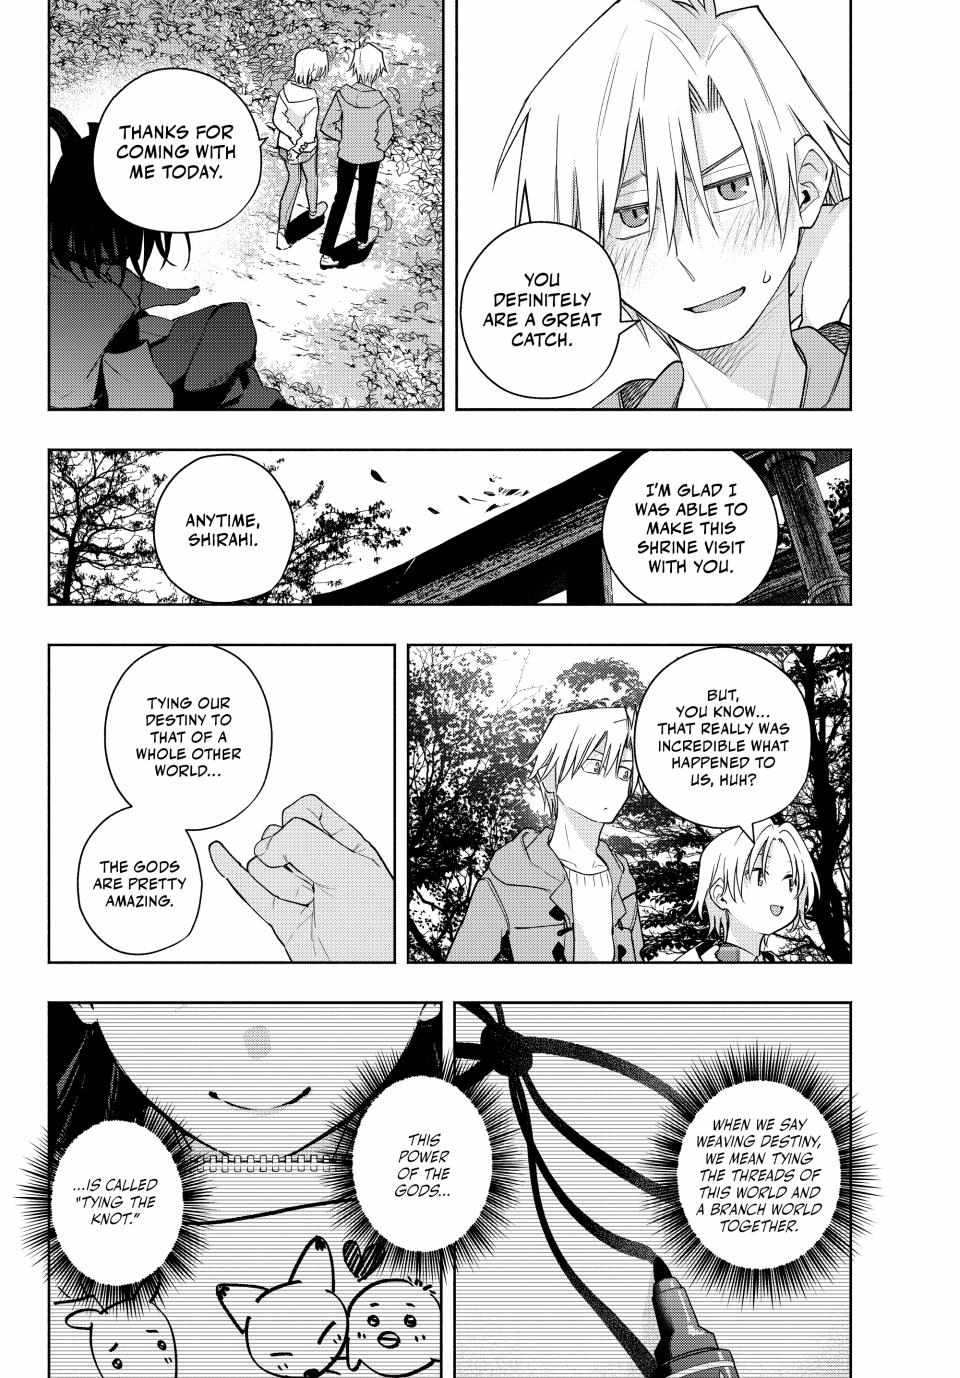 YOU
DEFINITELY
ARE A GREAT
CATCH.
THANKS FOR
COMING WITH
ME TODAY.
I'M GLAD I
WAS ABLE TO
MAKE THIS
SHRINE VISIT
WITH YOU.
ANYTIME,
SHIRAHI.
BUT,
YOU KNOW...
THAT REALLY WAS
INCREDIBLE WHAT
HAPPENED TO
US, HUH?
TYING OUR
DESTINY TO
THAT OF A
WHOLE OTHER
WORLD...
THE GODS
ARE PRETTY
AMAZING.
WHEN WE SAY
WEAVING DESTINY,
WE MEAN TYING
THE THREADS OF
THIS WORLD AND
A BRANCH WORLD
TOGETHER.
THIS
POWER
OF THE
GODS...
...IS CALLED
"TYING THE
KNOT."